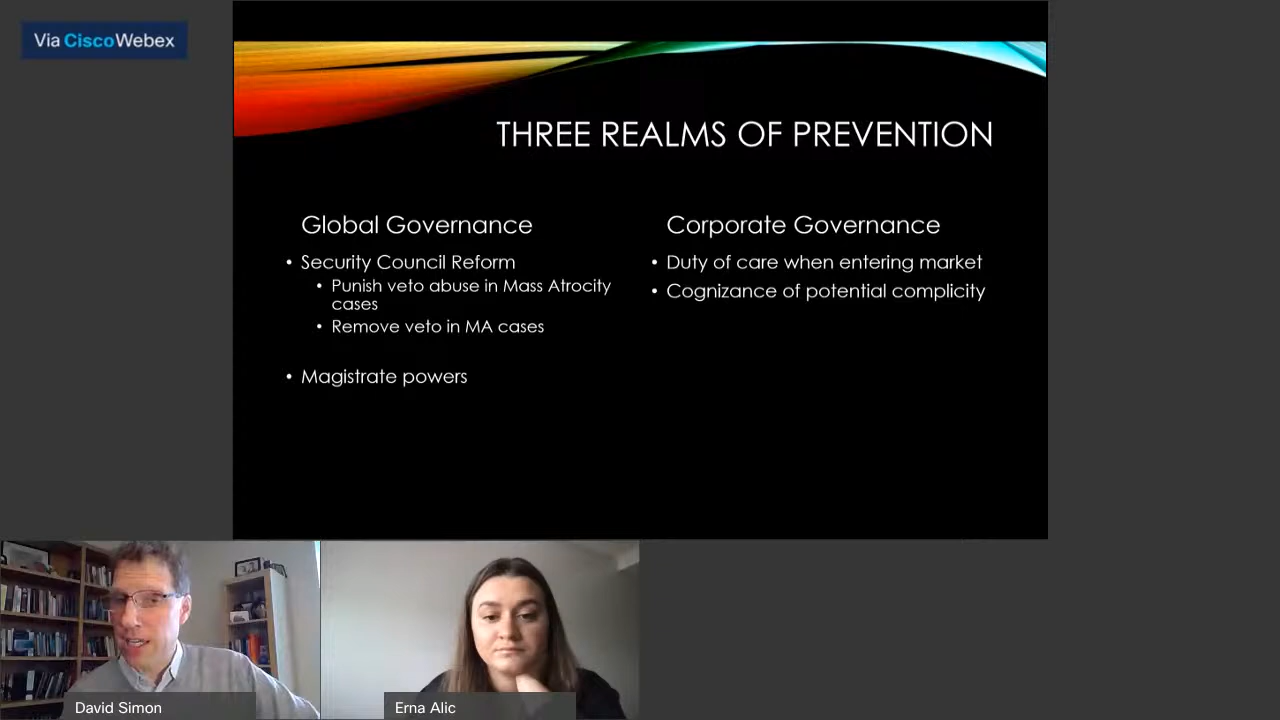 Via CiscoWebex
THREE REALMS OF PREVENTION
Global Governance
• Security Council Reform
• Punish veto abuse in Mass Atrocity
cases
• Remove veto in MA cases
• Magistrate powers
Corporate Governance
• Duty of care when entering market
• Cognizance of potential complicity
David Simon
Erna Alic